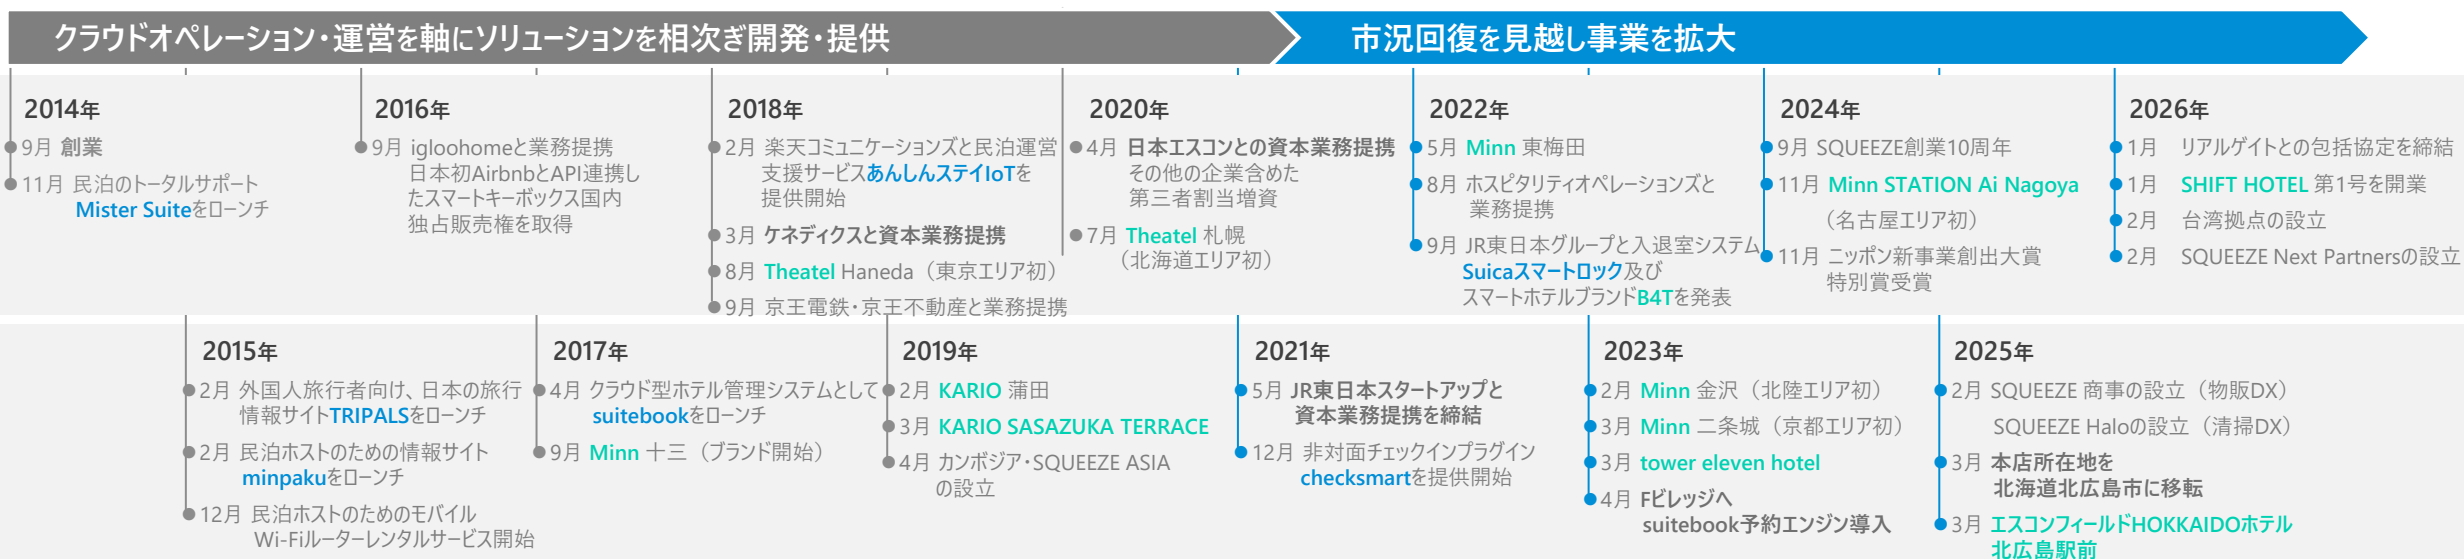 クラウドオペレーション・運営を軸にソリューションを相次ぎ開発・提供
市況回復を見越し事業を拡大
2014年
9月 創業
11月 民泊のトータルサポート
Mister Suiteをローンチ
2016年
9月 igloohomeと業務提携
日本初AirbnbとAPI連携し
たスマートキーボックス国内
独占販売権を取得
2018年
2月 楽天コミュニケーションズと民泊運営
支援サービスあんしんステイIoTを
提供開始
3月 ケネディクスと資本業務提携
8月 Theatel Haneda（東京エリア初）
9月 京王電鉄・京王不動産と業務提携
2020年
4月 日本エスコンとの資本業務提携
その他の企業含めた
第三者割当増資
7月 Theatel 札幌
（北海道エリア初）
2022年
5月 Minn 東梅田
8月 ホスピタリティオペレーションズと
業務提携
9月 JR東日本グループと入退室システム
Suicaスマートロック及び
スマートホテルブランドB4Tを発表
2024年
9月 SQUEEZE創業10周年
11月 Minn STATION Ai Nagoya
（名古屋エリア初）
11月 ニッポン新事業創出大賞
特別賞受賞
2026年
1月 リアルゲイトとの包括協定を締結
1月 SHIFT HOTEL 第1号を開業
2月 台湾拠点の設立
2月 SQUEEZE Next Partnersの設立
2015年
2月 外国人旅行者向け、日本の旅行
情報サイトTRIPALSをローンチ
2月 民泊ホストのための情報サイト
minpakuをローンチ
12月 民泊ホストのためのモバイル
Wi-Fiルーターレンタルサービス開始
2017年
4月 クラウド型ホテル管理システムとして
suitebookをローンチ
9月 Minn 十三（ブランド開始）
2019年
2月 KARIO 蒲田
3月 KARIO SASAZUKA TERRACE
4月 カンボジア・SQUEEZE ASIA
の設立
2021年
5月 JR東日本スタートアップと
資本業務提携を締結
12月 非対面チェックインプラグイン
checksmartを提供開始
2023年
2月 Minn 金沢（北陸エリア初）
3月 Minn 二条城（京都エリア初）
3月 tower eleven hotel
4月 Fビレッジへ
suitebook予約エンジン導入
2025年
2月 SQUEEZE 商事の設立（物販DX）
SQUEEZE Haloの設立（清掃DX）
3月 本店所在地を
北海道北広島市に移転
3月 エスコンフィールドHOKKAIDOホテル
北広島駅前